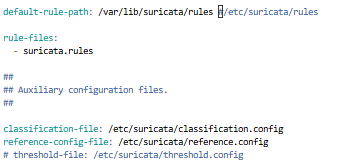 default-rule-path: /var/lib/suricata/rules #/etc/suricata/rules
rule-files:
- suricata.rules
##
## Auxiliary configuration files.
##
classification-file: /etc/suricata/classification.config
reference-config-file: /etc/suricata/reference.config
# threshold-file: /etc/suricata/threshold.config